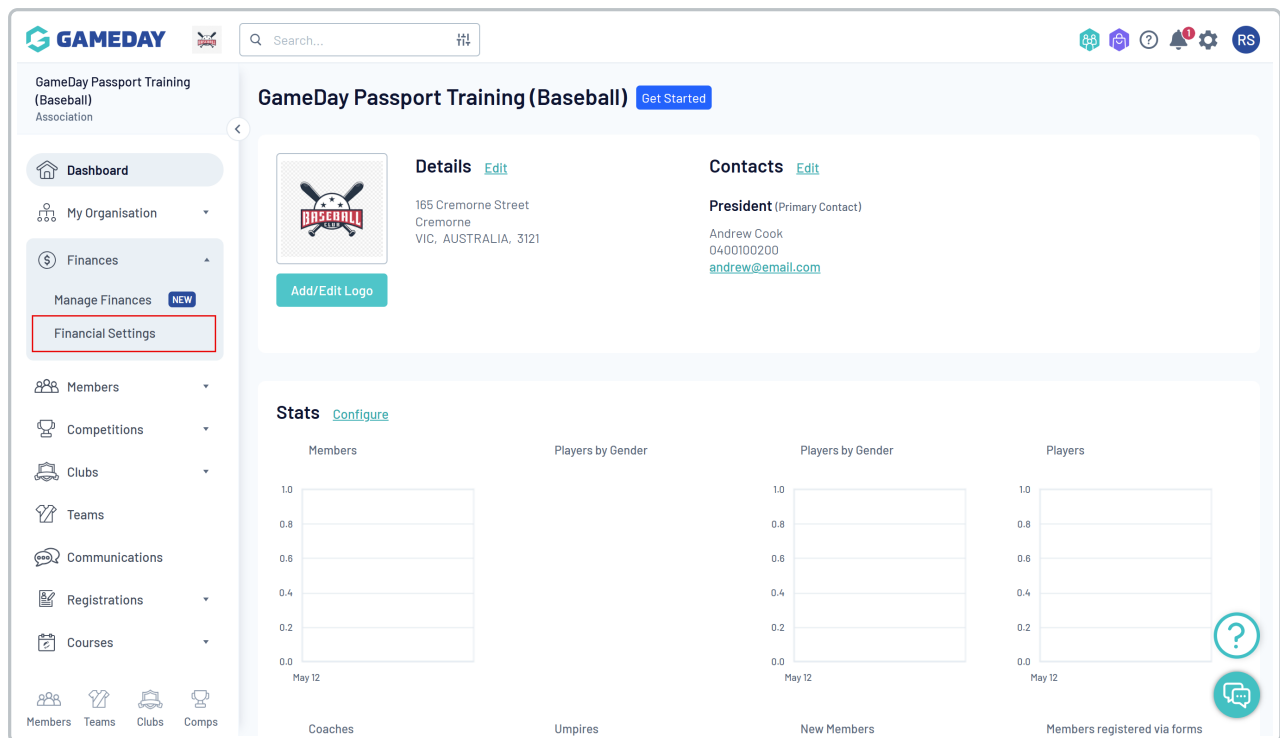 GAMEDAY
Search...
1
RS
GameDay Passport Training
(Baseball)
Association
Dashboard
My Organisation
Finances
Manage Finances NEW
Financial Settings
Members
Competitions
Clubs
Teams
Communications
Registrations
Courses
Members Teams Clubs Comps
GameDay Passport Training (Baseball) Get Started
BASEBALL
CLUB
Add/Edit Logo
Details Edit
165 Cremorne Street
Cremorne
VIC, AUSTRALIA, 3121
Contacts Edit
President (Primary Contact)
Andrew Cook
0400100200
andrew@email.com
Stats Configure
Members
1.0
0.8
0.6
0.4
0.2
0.0
May 12
Players by Gender
Players by Gender
1.0
0.8
0.6
0.4
0.2
0.0
May 12
Players
1.0
0.8
0.6
0.4
0.2
0.0
May 12
Coaches
Umpires
New Members
Members registered via forms